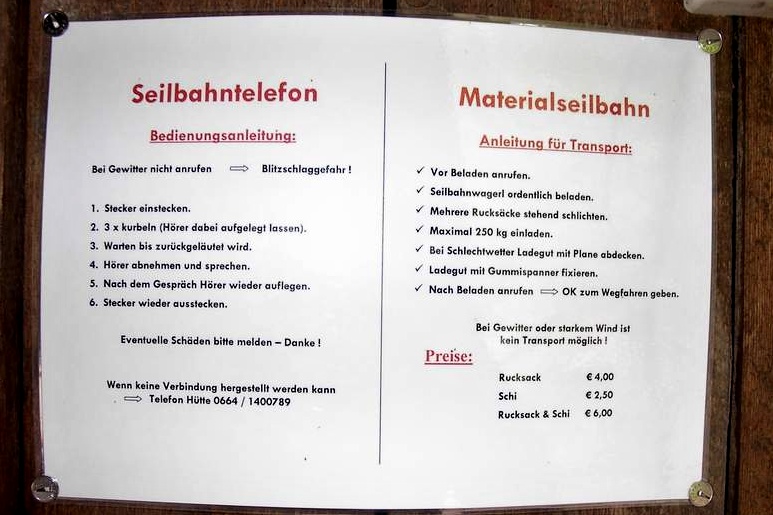 Seilbahntelefon
Bedienungsanleitung:
Bei Gewitter nicht anrufen ⇨ Blitzschlaggefahr !
1. Stecker einstecken.
2. 3 x kurbeln (Hörer dabei aufgelegt lassen).
3. Warten bis zurückgeläutet wird.
4. Hörer abnehmen und sprechen.
5. Nach dem Gespräch Hörer wieder auflegen.
6. Stecker wieder ausstecken.
Eventuelle Schäden bitte melden – Danke !
Wenn keine Verbindung hergestellt werden kann
⇨ Telefon Hütte 0664 / 1400789
Materialseilbahn
Anleitung für Transport:
✓ Vor Beladen anrufen.
✓ Seilbahnwagerl ordentlich beladen.
✓ Mehrere Rucksäcke stehend schlichten.
✓ Maximal 250 kg einladen.
✓ Bei Schlechtwetter Ladegut mit Plane abdecken.
✓ Ladegut mit Gummispanner fixieren.
✓ Nach Beladen anrufen ⇨ OK zum Wegfahren geben.
Bei Gewitter oder starkem Wind ist
kein Transport möglich !
Preise:
Rucksack € 4,00
Schi € 2,50
Rucksack & Schi € 6,00